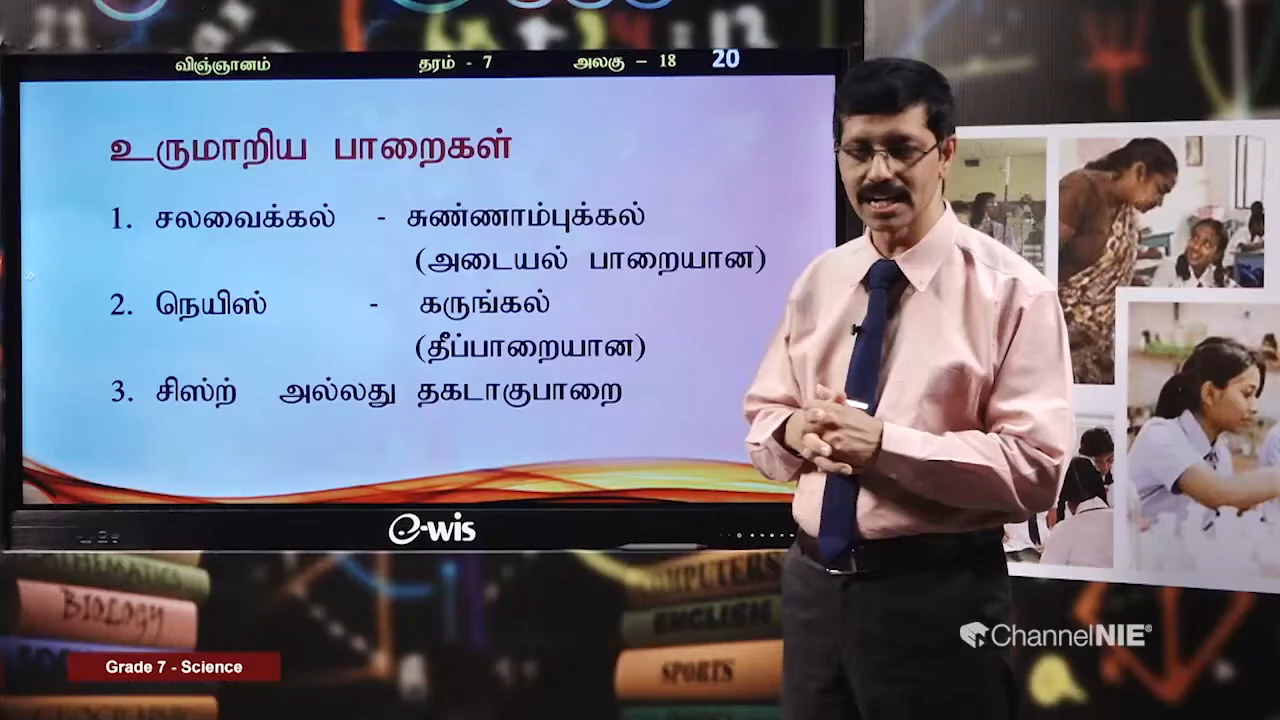 விஞ்ஞானம் தரம் - 7 அலகு – 18 20
உருமாறிய பாறைகள்
1. சலவைக்கல் - சுண்ணாம்புக்கல்
(அடையல் பாறையான)
2. நெயிஸ் - கருங்கல்
(தீப்பாறையான)
3. சிஸ்ற் அல்லது தகடாகுபாறை
e-wis
MATHEMATICS
BIOLOGY
COMPUTERS
ENGLISH
SPORTS
ChannelNIE®
Grade 7 - Science